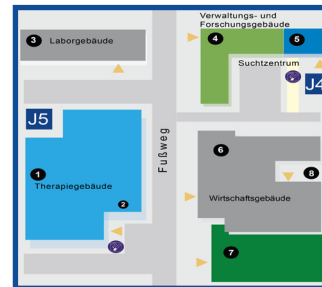 Verwaltungs- und
Forschungsgebäude
3 Laborgebäude
4
5
Suchtzentrum
J4
J5
Fußweg
6
1
Therapiegebäude
8
2
Wirtschaftsgebäude
7